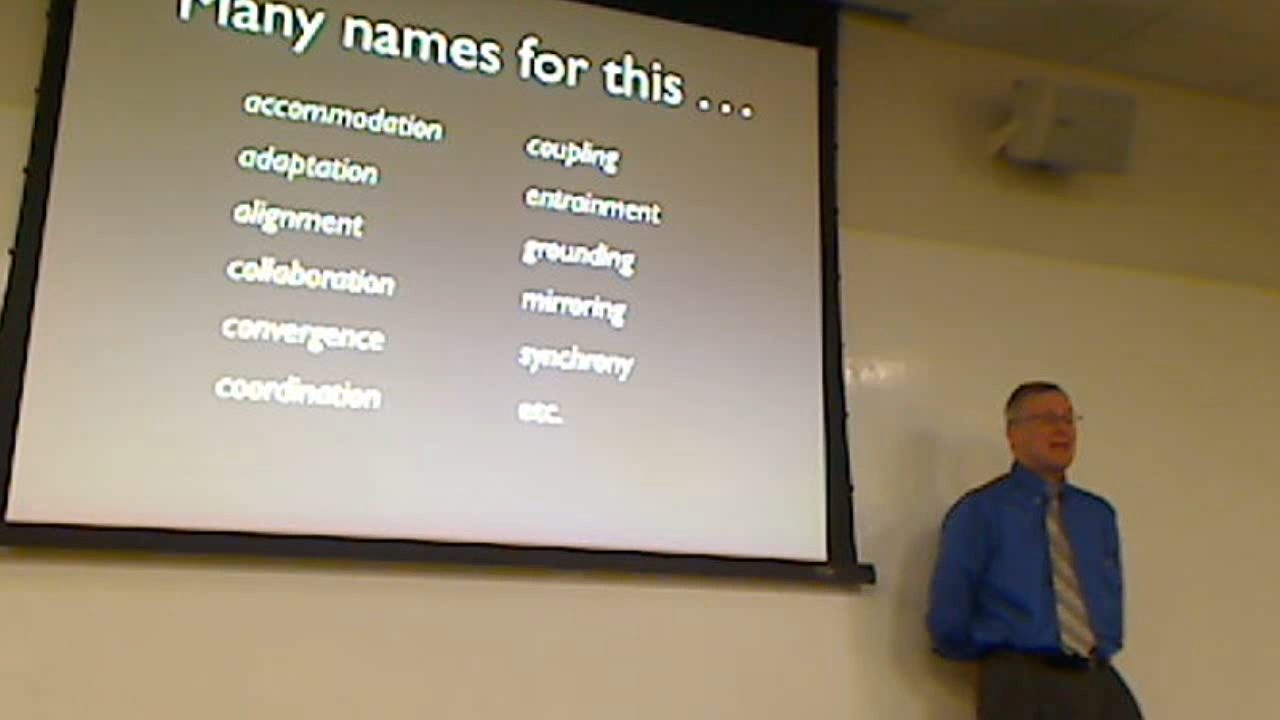 Many names for this . . .
accommodation
adaptation
alignment
collaboration
convergence
coordination
coupling
entrainment
grounding
mirroring
synchrony
etc.